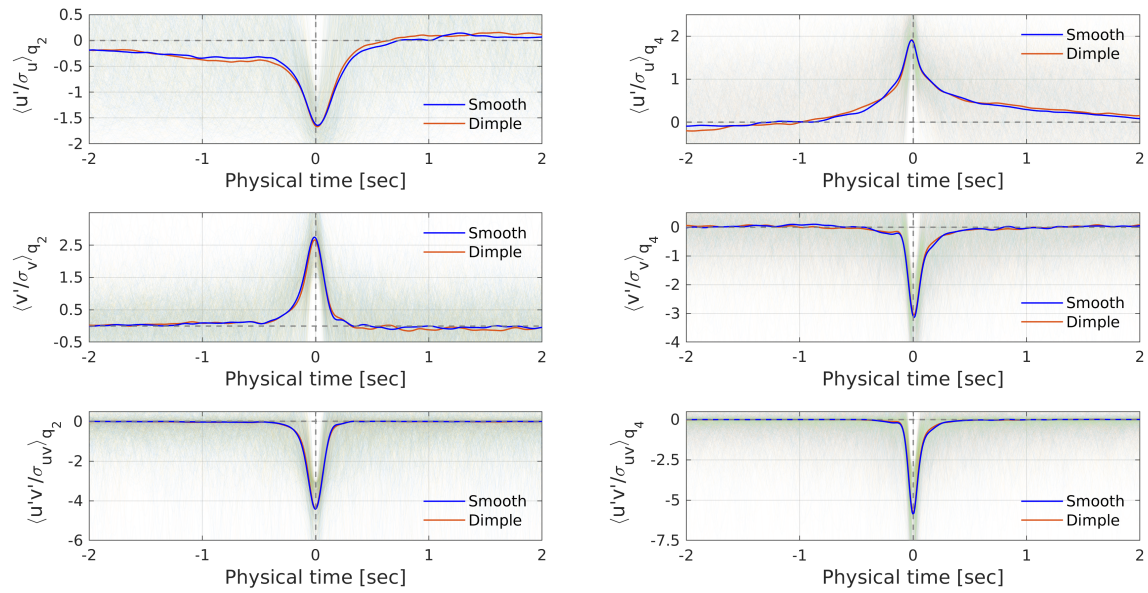 ⟨u'/σu⟩q2
0.5
0
-0.5
-1
-1.5
-2
Smooth
Dimple
-2 -1 0 1 2
Physical time [sec]
⟨u'/σu⟩q4
2
1
0
Smooth
Dimple
-2 -1 0 1 2
Physical time [sec]
⟨v'/σv⟩q2
2.5
1.5
0.5
0
-0.5
Smooth
Dimple
-2 -1 0 1 2
Physical time [sec]
⟨v'/σv⟩q4
0
-1
-2
-3
-4
Smooth
Dimple
-2 -1 0 1 2
Physical time [sec]
⟨u'v'/σuv⟩q2
0
-2
-4
-6
Smooth
Dimple
-2 -1 0 1 2
Physical time [sec]
⟨u'v'/σuv⟩q4
0
-2.5
-5
-7.5
Smooth
Dimple
-2 -1 0 1 2
Physical time [sec]